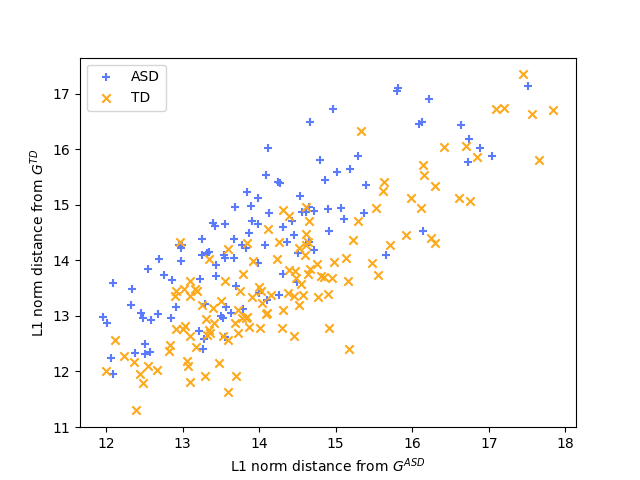 ASD
TD
17
16
15
14
13
12
11
L1 norm distance from G^{TD}
12 13 14 15 16 17 18
L1 norm distance from G^{ASD}